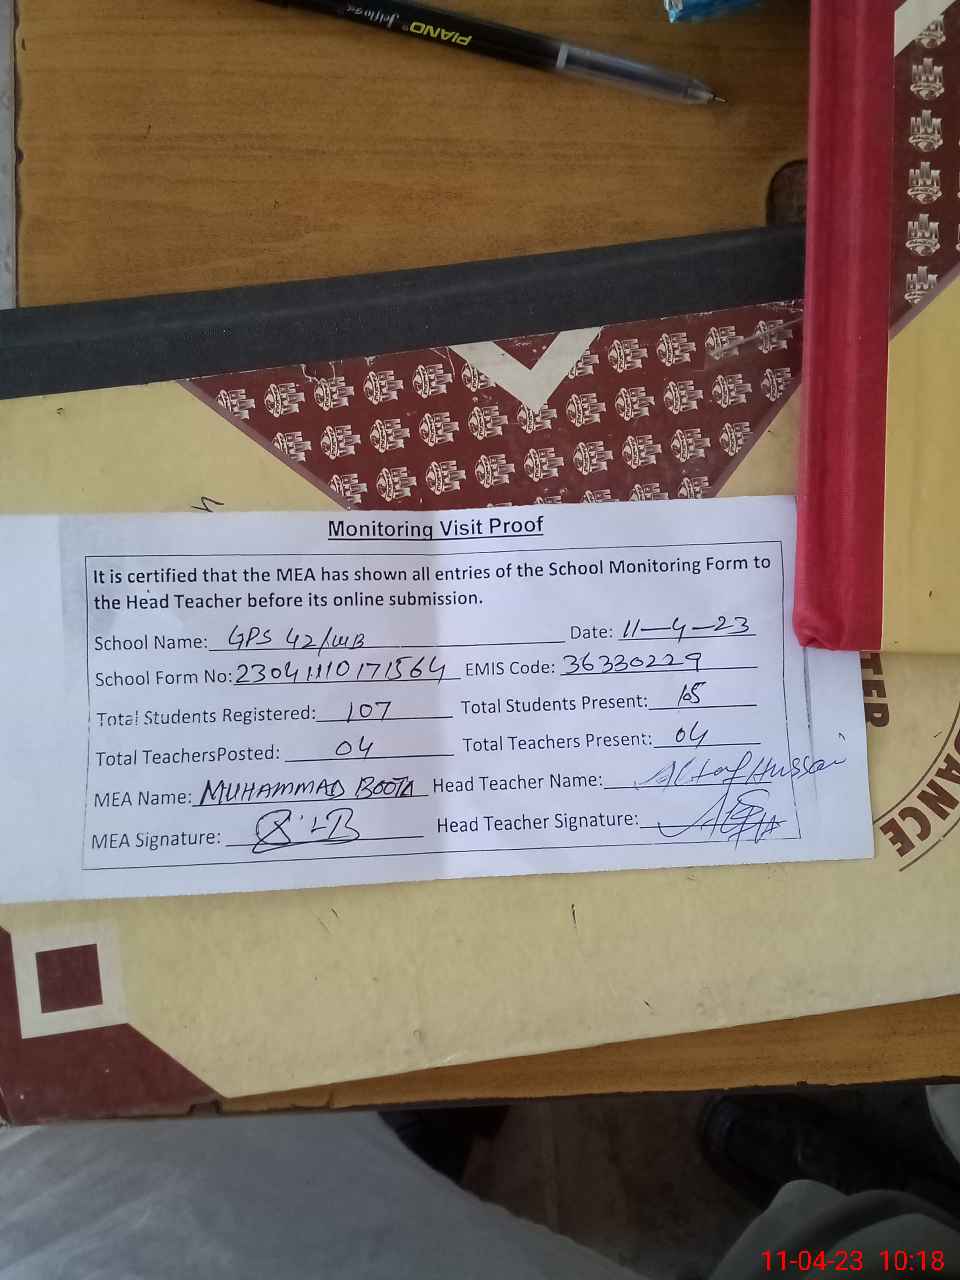 PIANO® Jellusa
Monitoring Visit Proof
It is certified that the MEA has shown all entries of the School Monitoring Form to
the Head Teacher before its online submission.
School Name: GPS 42/WB Date: 11-4-23
School Form No: 23041110171564 EMIS Code: 36330229
Total Students Registered: 107 Total Students Present: 105
Total TeachersPosted: 04 Total Teachers Present: 04
MEA Name: MUHAMMAD BOOTA Head Teacher Name: Altaf Hussain
MEA Signature: Head Teacher Signature:
11-04-23 10:18